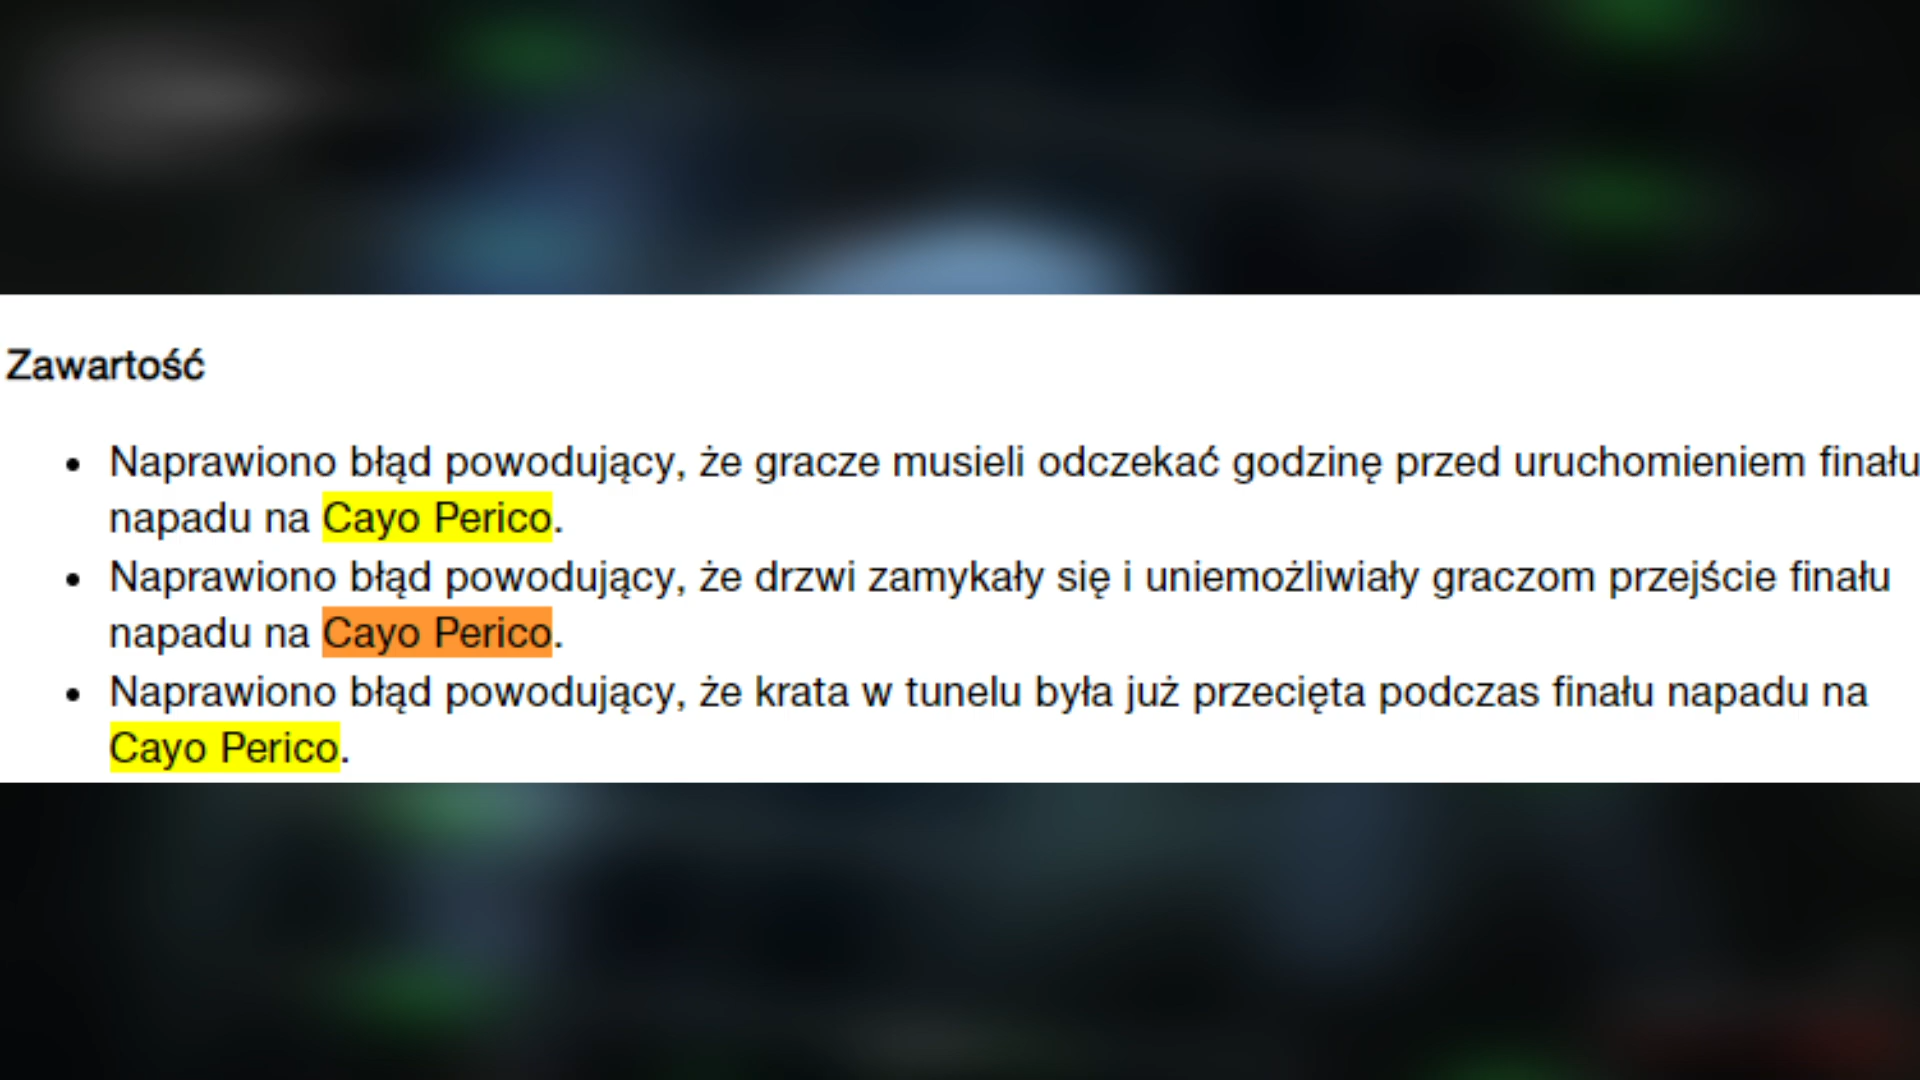 Zawartość
• Naprawiono błąd powodujący, że gracze musieli odczekać godzinę przed uruchomieniem finału
napadu na Cayo Perico.
• Naprawiono błąd powodujący, że drzwi zamykały się i uniemożliwiały graczom przejście finału
napadu na Cayo Perico.
• Naprawiono błąd powodujący, że krata w tunelu była już przecięta podczas finału napadu na
Cayo Perico.